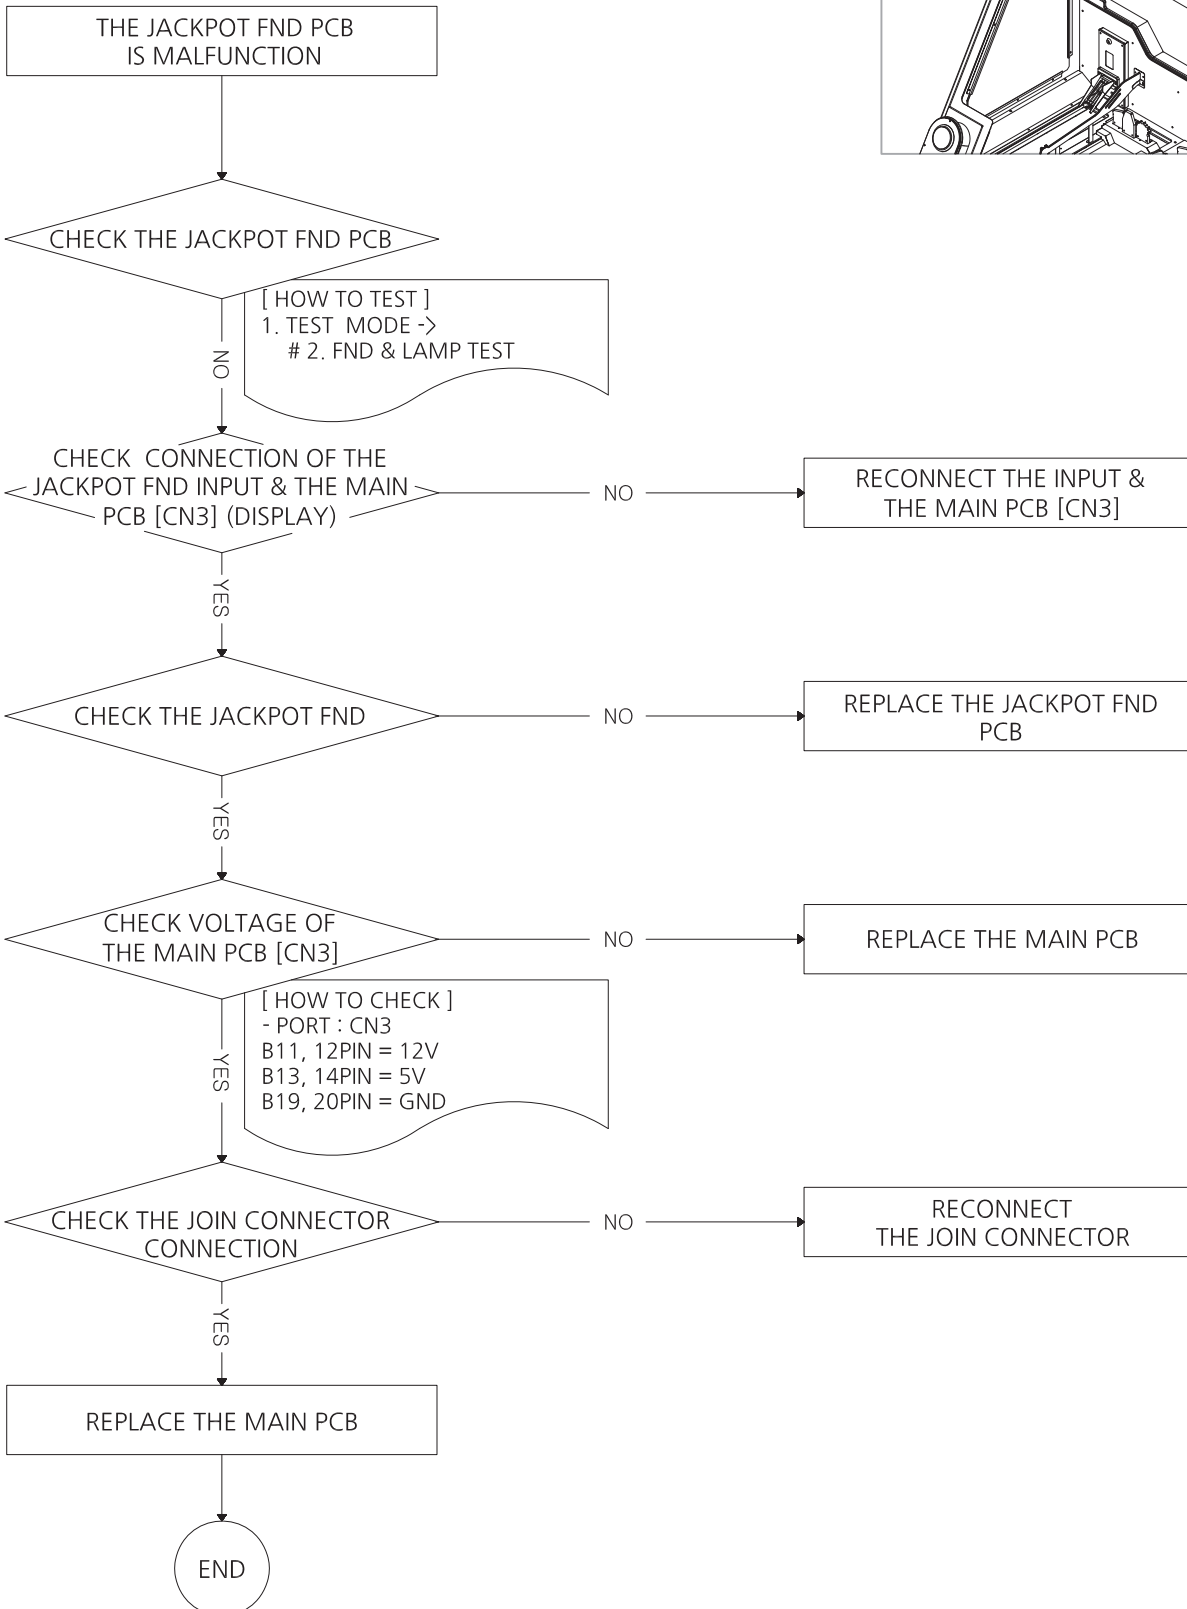 THE JACKPOT FND PCB
IS MALFUNCTION
CHECK THE JACKPOT FND PCB
[ HOW TO TEST ]
1. TEST MODE ->
# 2. FND & LAMP TEST
NO
CHECK CONNECTION OF THE
JACKPOT FND INPUT & THE MAIN
PCB [CN3] (DISPLAY)
NO
RECONNECT THE INPUT &
THE MAIN PCB [CN3]
YES
CHECK THE JACKPOT FND
NO
REPLACE THE JACKPOT FND
PCB
YES
CHECK VOLTAGE OF
THE MAIN PCB [CN3]
NO
REPLACE THE MAIN PCB
[ HOW TO CHECK ]
- PORT : CN3
B11, 12PIN = 12V
B13, 14PIN = 5V
B19, 20PIN = GND
YES
CHECK THE JOIN CONNECTOR
CONNECTION
NO
RECONNECT
THE JOIN CONNECTOR
YES
REPLACE THE MAIN PCB
END